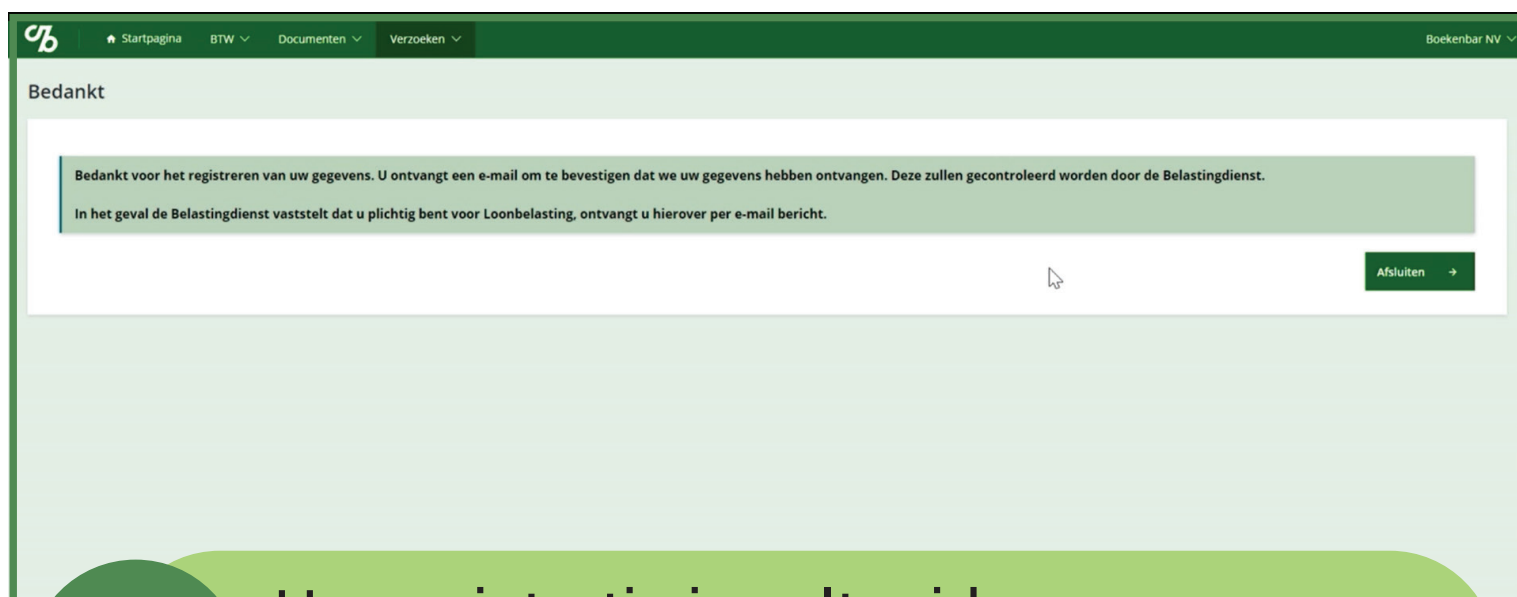 Startpagina BTW Documenten Verzoeken Boekenbar NV
Bedankt
Bedankt voor het registreren van uw gegevens. U ontvangt een e-mail om te bevestigen dat we uw gegevens hebben ontvangen. Deze zullen gecontroleerd worden door de Belastingdienst.
In het geval de Belastingdienst vaststelt dat u plichtig bent voor Loonbelasting, ontvangt u hierover per e-mail bericht.
Afsluiten